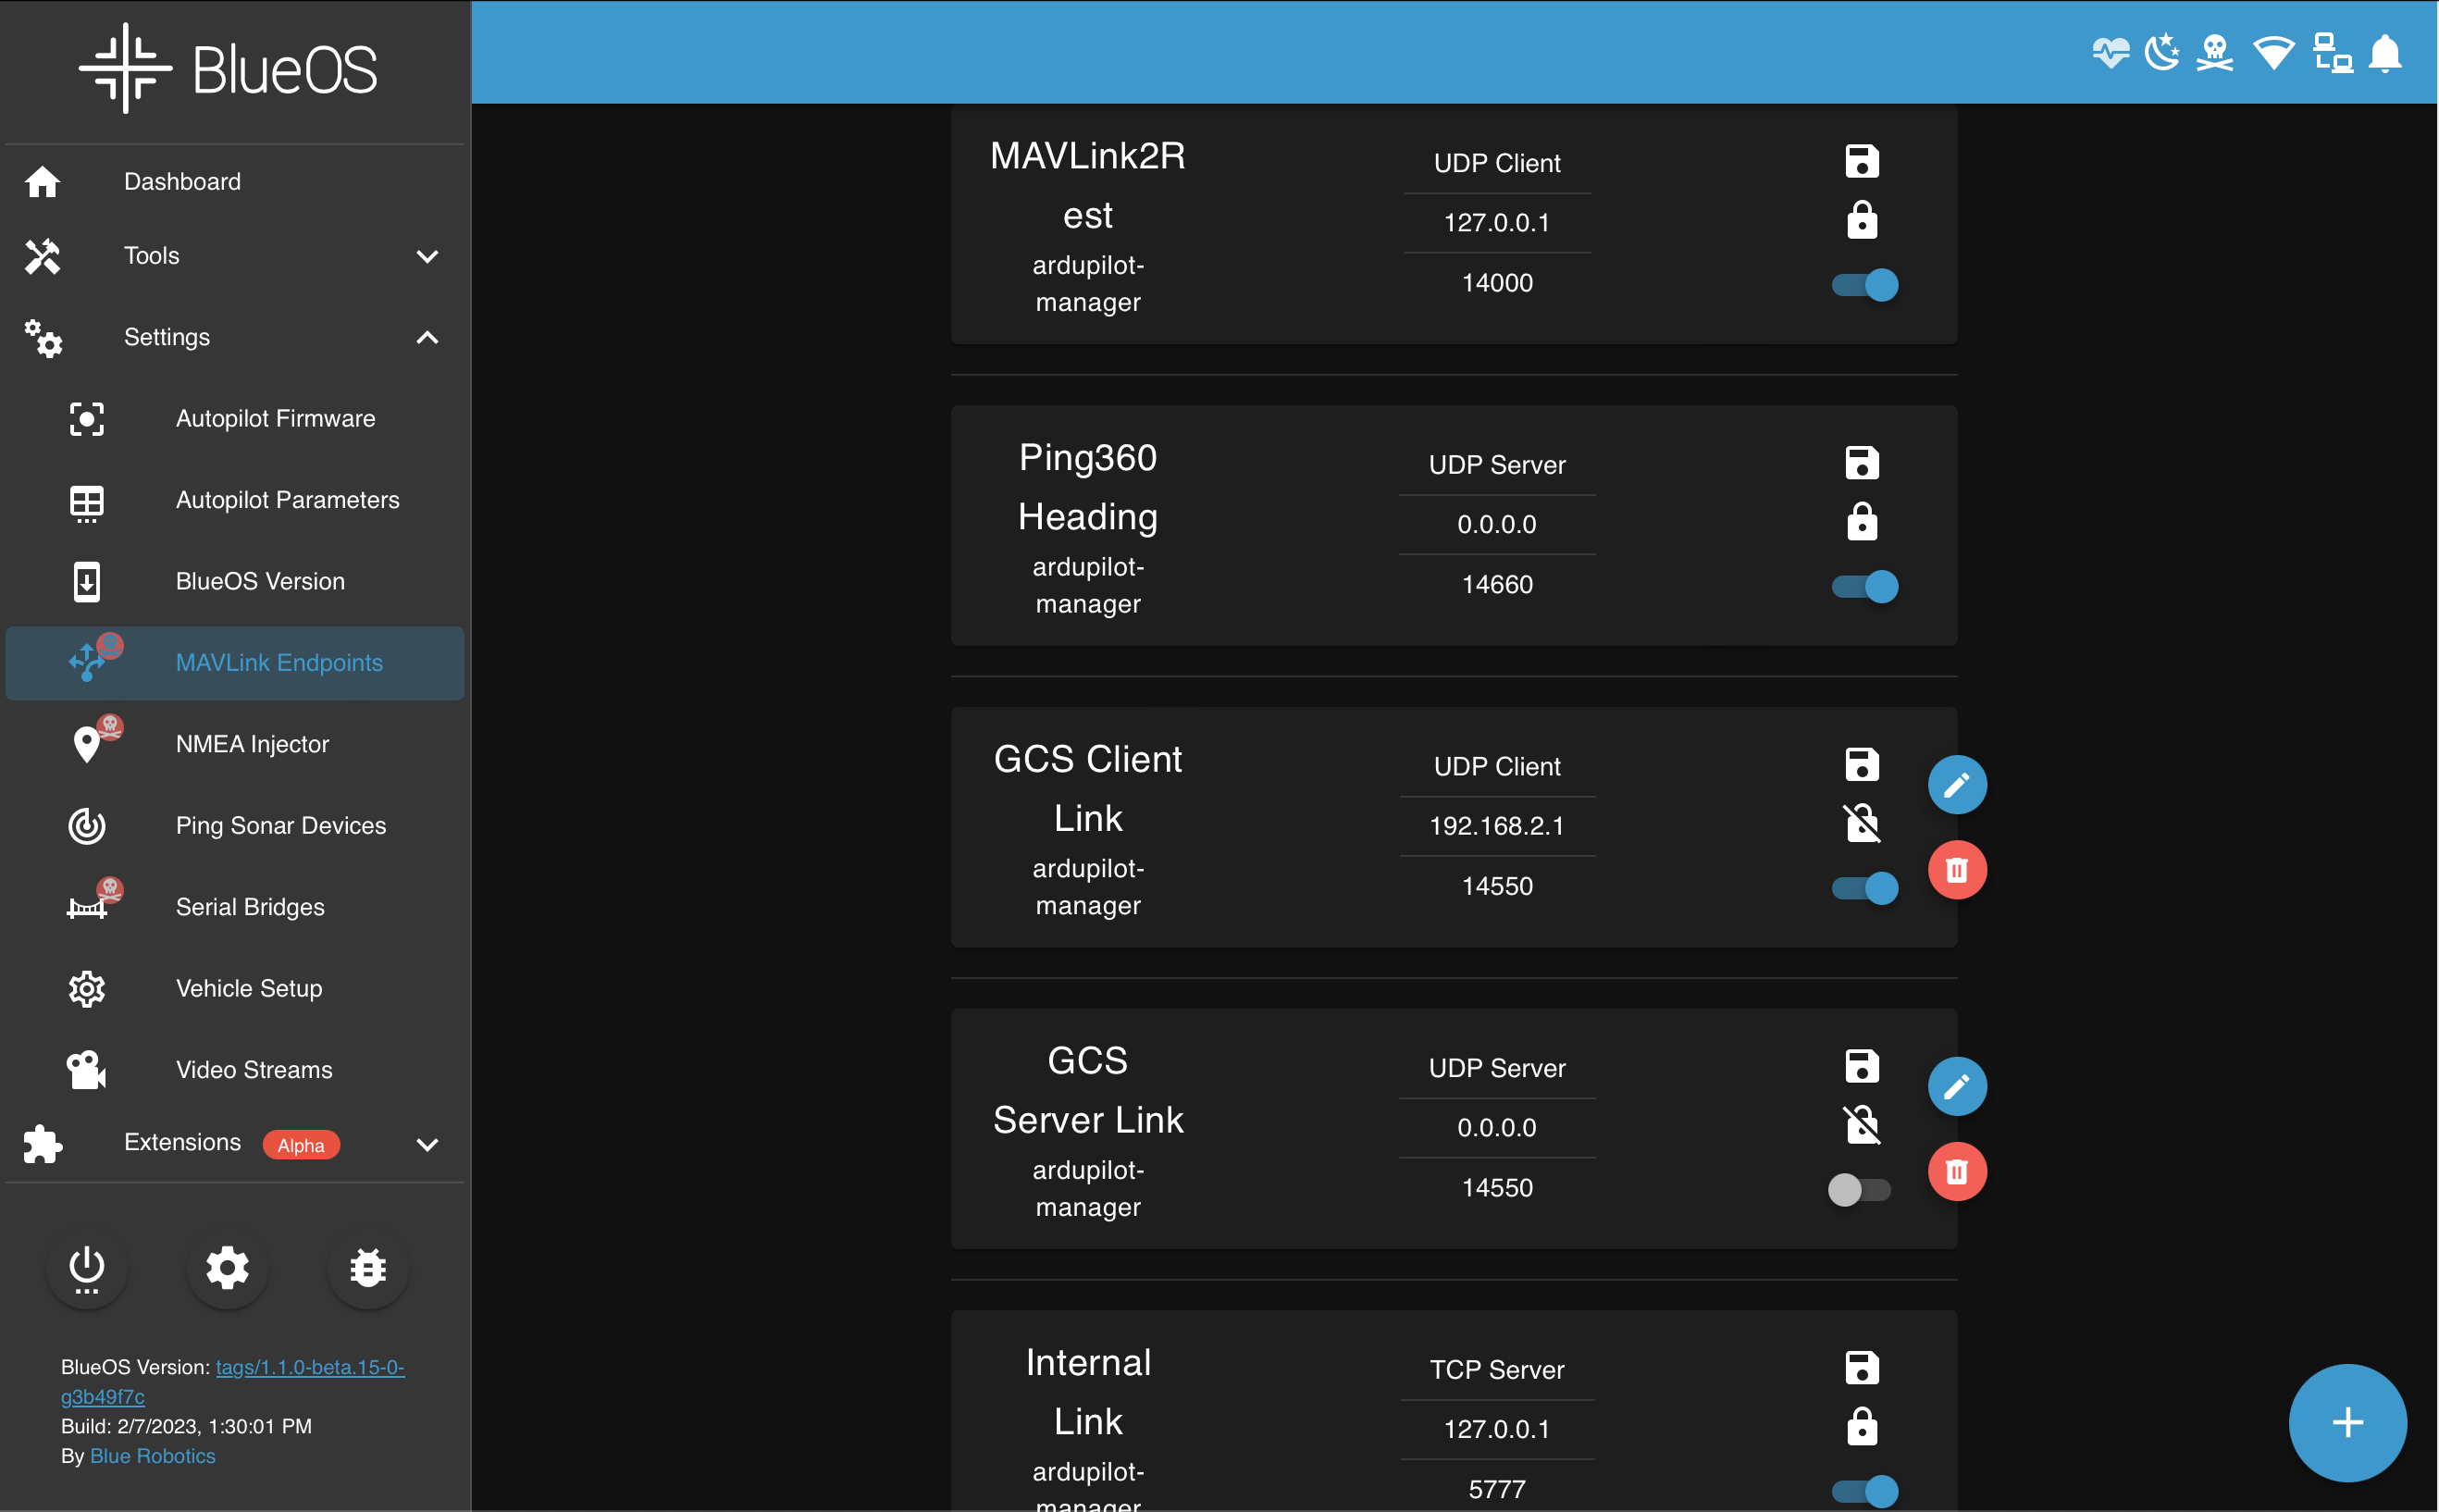 BlueOS
Dashboard
Tools
Settings
Autopilot Firmware
Autopilot Parameters
BlueOS Version
MAVLink Endpoints
NMEA Injector
Ping Sonar Devices
Serial Bridges
Vehicle Setup
Video Streams
Extensions Alpha
BlueOS Version: tags/1.1.0-beta.15-0-
g3b49f7c
Build: 2/7/2023, 1:30:01 PM
By Blue Robotics
MAVLink2R
est
ardupilot-
manager
UDP Client
127.0.0.1
14000
Ping360
Heading
ardupilot-
manager
UDP Server
0.0.0.0
14660
GCS Client
Link
ardupilot-
manager
UDP Client
192.168.2.1
14550
GCS
Server Link
ardupilot-
manager
UDP Server
0.0.0.0
14550
Internal
Link
ardupilot-
manager
TCP Server
127.0.0.1
5777